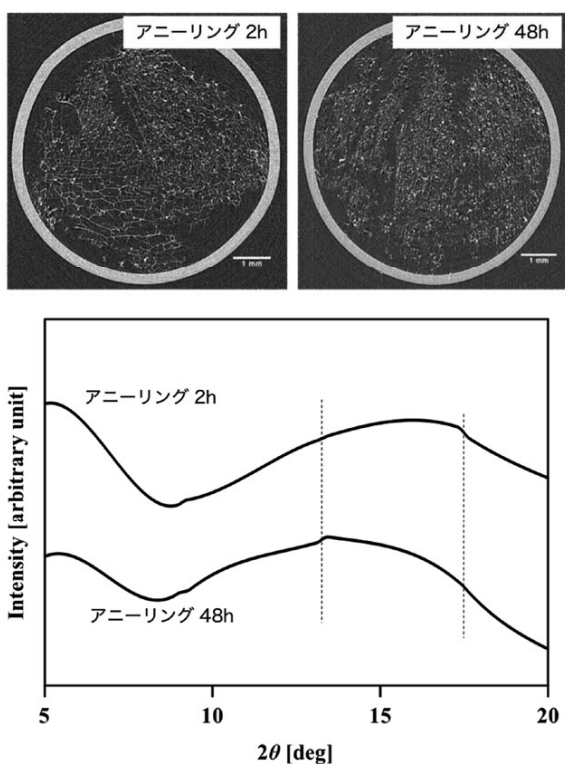 アニーリング 2h
アニーリング 48h
1 mm
1 mm
アニーリング 2h
アニーリング 48h
Intensity [arbitrary unit]
5
10
15
20
2θ [deg]